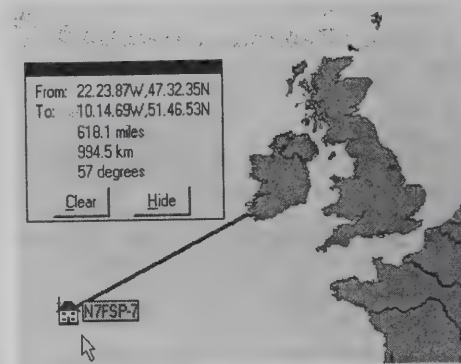 From: 22.23.87W,47.32.35N
To: 10.14.69W,51.46.53N
618.1 miles
994.5 km
57 degrees
Clear Hide
N7FSP-7